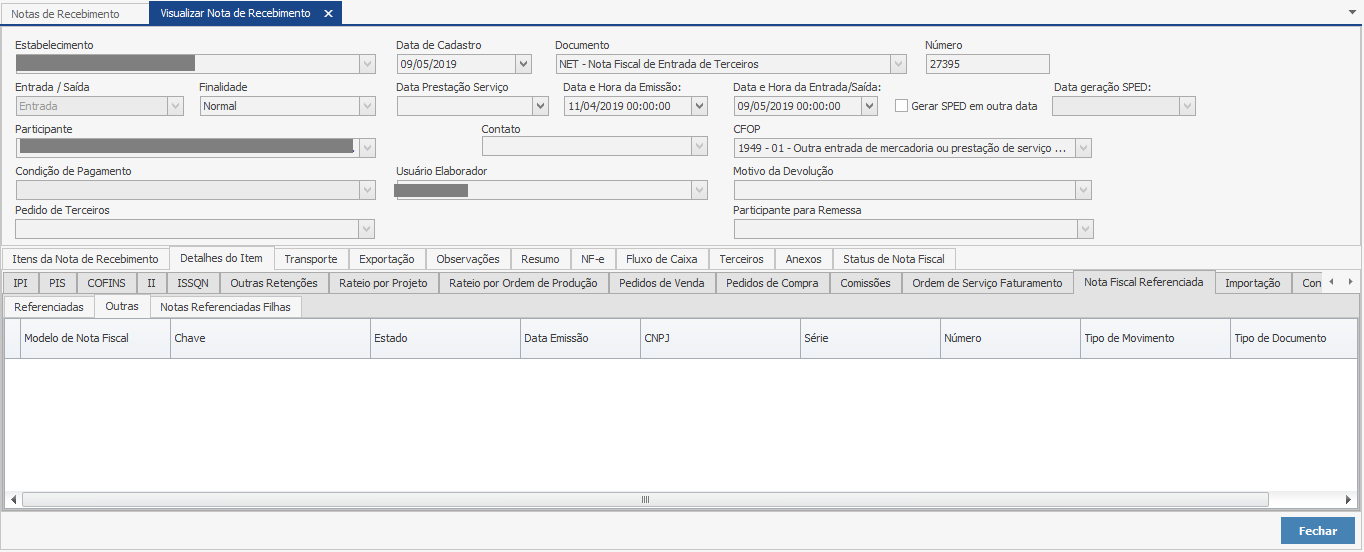 Notas de Recebimento Visualizar Nota de Recebimento
Estabelecimento Data de Cadastro Documento Número
09/05/2019 NET - Nota Fiscal de Entrada de Terceiros 27395
Entrada / Saída Finalidade Data Prestação Serviço Data e Hora da Emissão: Data e Hora da Entrada/Saída: Data geração SPED:
Entrada Normal 11/04/2019 00:00:00 09/05/2019 00:00:00 Gerar SPED em outra data
Participante Contato CFOP
1949 - 01 - Outra entrada de mercadoria ou prestação de serviço ...
Condição de Pagamento Usuário Elaborador Motivo da Devolução
Pedido de Terceiros Participante para Remessa
Itens da Nota de Recebimento Detalhes do Item Transporte Exportação Observações Resumo NF-e Fluxo de Caixa Terceiros Anexos Status de Nota Fiscal
IPI PIS COFINS II ISSQN Outras Retenções Rateio por Projeto Rateio por Ordem de Produção Pedidos de Venda Pedidos de Compra Comissões Ordem de Serviço Faturamento Nota Fiscal Referenciada Importação Con
Referenciadas Outras Notas Referenciadas Filhas
Modelo de Nota Fiscal Chave Estado Data Emissão CNPJ Série Número Tipo de Movimento Tipo de Documento
Fechar